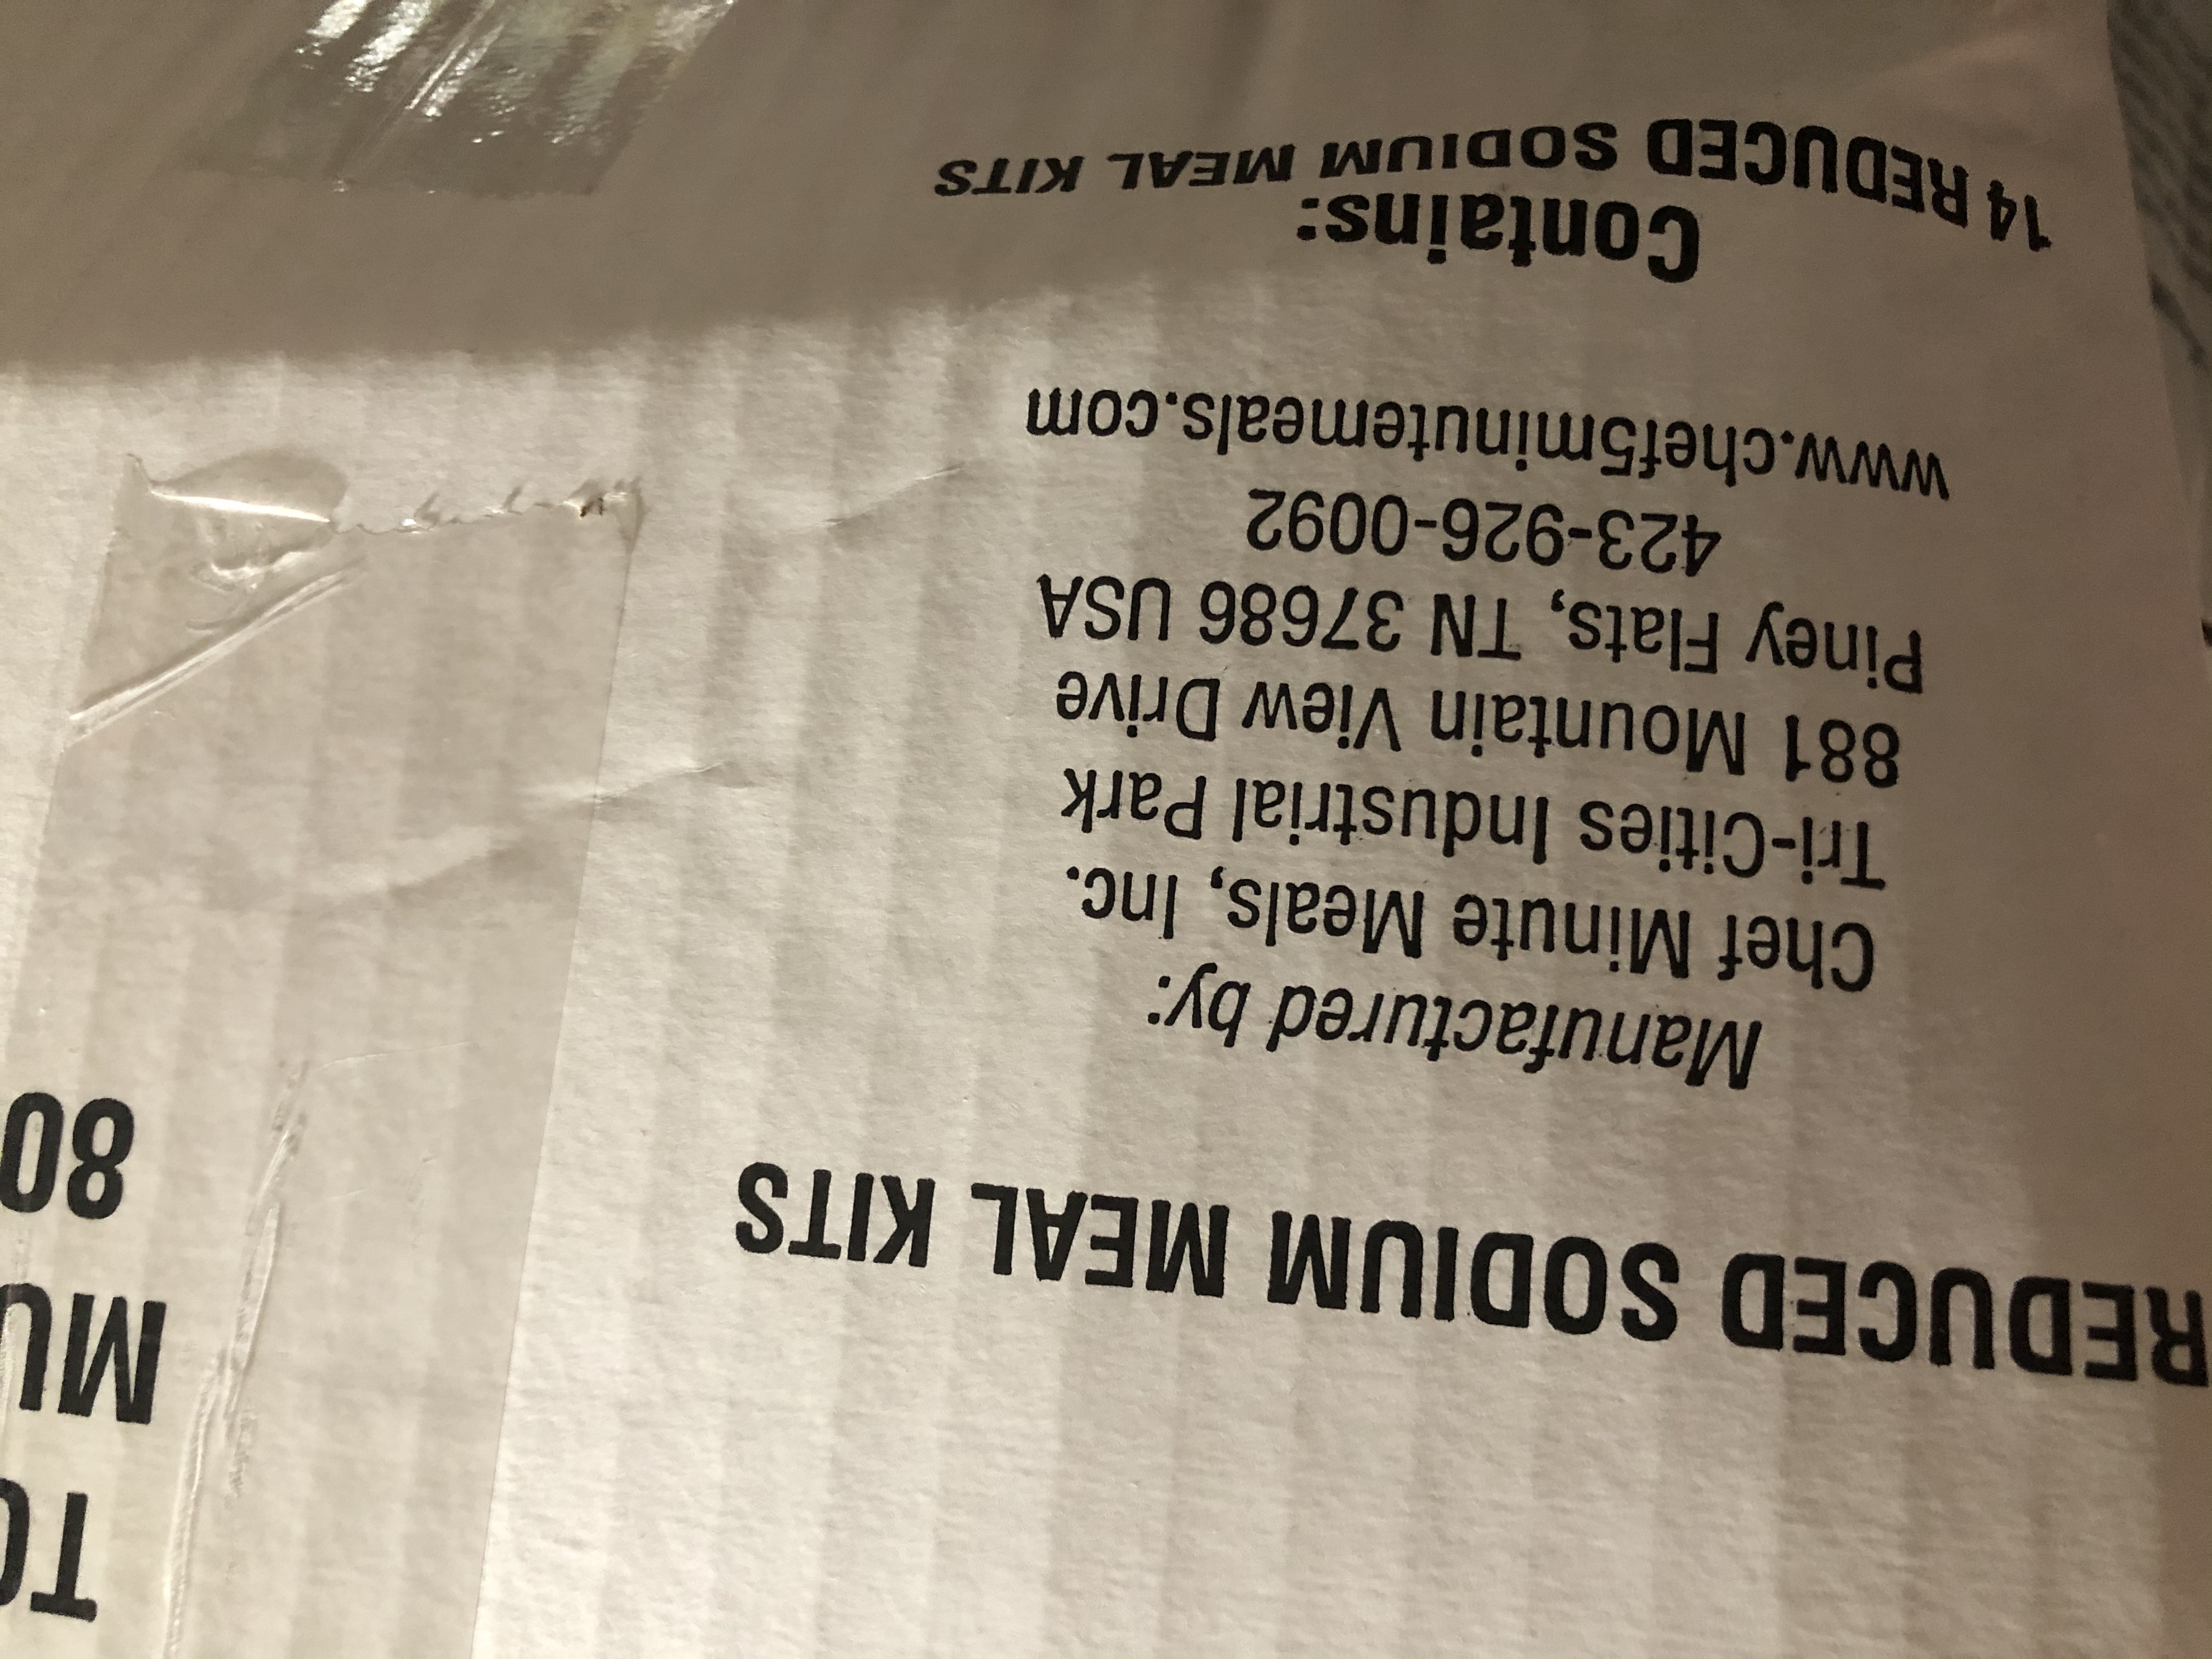 REDUCED SODIUM MEAL KITS
Manufactured by:
Chef Minute Meals, Inc.
Tri-Cities Industrial Park
881 Mountain View Drive
Piney Flats, TN 37686 USA
423-926-0092
www.chef5minutemeals.com
Contains:
14 REDUCED SODIUM MEAL KITS
80